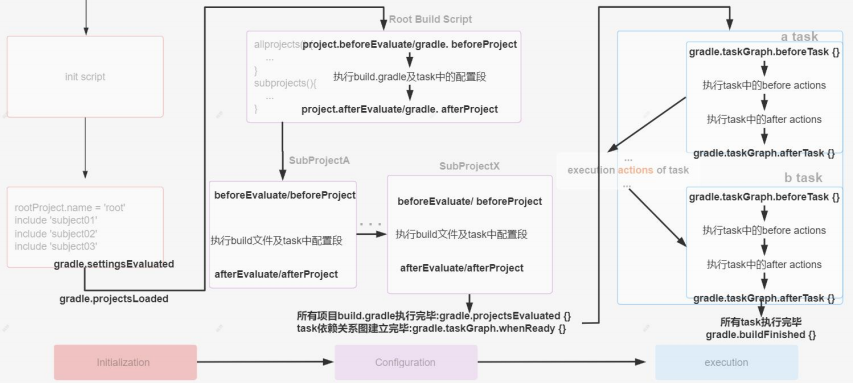 init script
rootProject.name = 'root'
include 'subject01'
include 'subject02'
include 'subject03'
gradle.settingsEvaluated
gradle.projectsLoaded
Root Build Script
allprojects
project.beforeEvaluate/gradle. beforeProject
...
}
执行build.gradle及task中的配置段
subprojects(){
...
}
project.afterEvaluate/gradle. afterProject
SubProjectA
beforeEvaluate/beforeProject
执行build文件及task中配置段
afterEvaluate/afterProject
...
SubProjectX
beforeEvaluate/ beforeProject
执行build文件及task中配置段
afterEvaluate/afterProject
所有项目build.gradle执行完毕:gradle.projectsEvaluated {}
task依赖关系图建立完毕:gradle.taskGraph.whenReady {}
a task
gradle.taskGraph.beforeTask {}
执行task中的before actions
执行task中的after actions
gradle.taskGraph.afterTask {}
...
execution actions of task
...
b task
gradle.taskGraph.beforeTask {}
执行task中的before actions
执行task中的after actions
gradle.taskGraph.afterTask {}
所有task执行完毕
gradle.buildFinished {}
Initialization
Configuration
execution